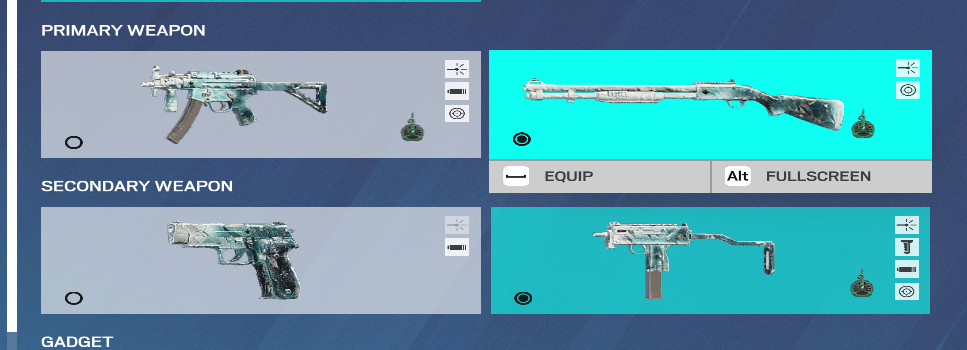 PRIMARY WEAPON
EQUIP
Alt FULLSCREEN
SECONDARY WEAPON
GADGET